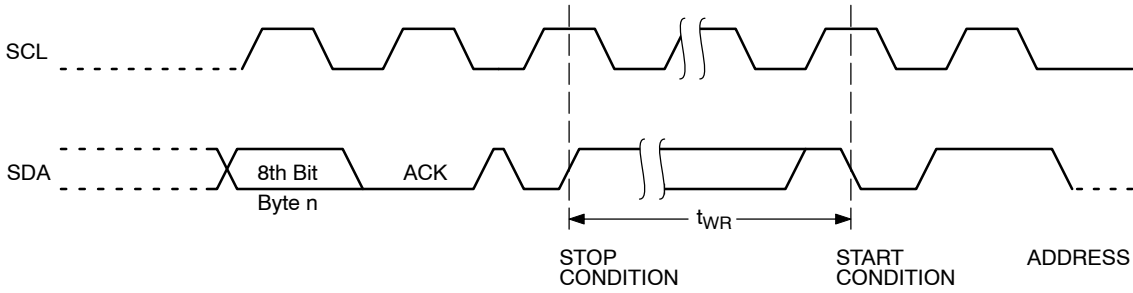 SCL
SDA
8th Bit
Byte n
ACK
tWR
STOP
CONDITION
START
CONDITION
ADDRESS